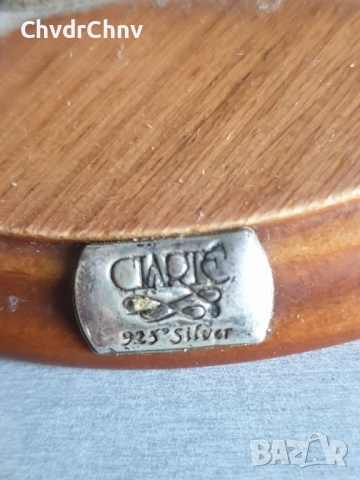 ChvdrChnv
CLARTÉ
925° Silver
BAZAR